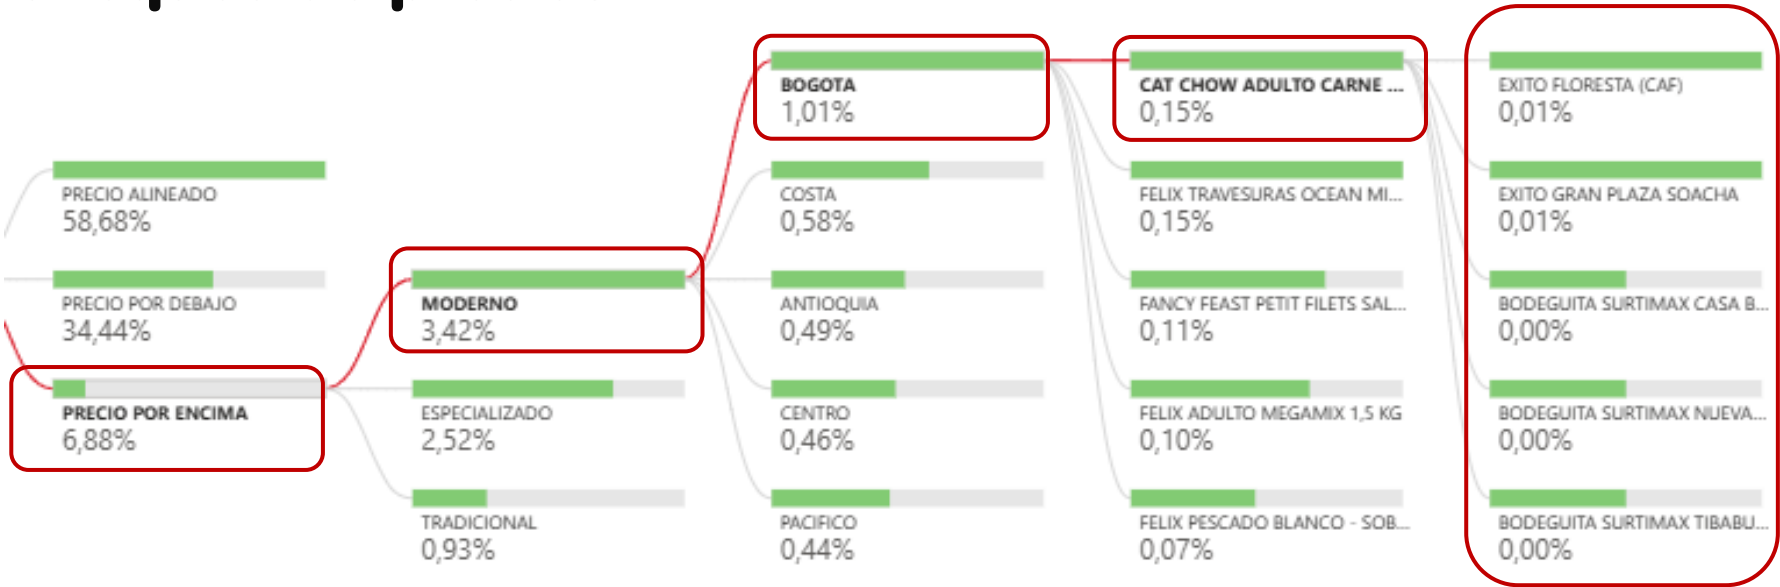 PRECIO ALINEADO
58,68%
PRECIO POR DEBAJO
34,44%
PRECIO POR ENCIMA
6,88%
MODERNO
3,42%
ESPECIALIZADO
2,52%
TRADICIONAL
0,93%
BOGOTA
1,01%
COSTA
0,58%
ANTIOQUIA
0,49%
CENTRO
0,46%
PACIFICO
0,44%
CAT CHOW ADULTO CARNE ...
0,15%
FELIX TRAVESURAS OCEAN MI...
0,15%
FANCY FEAST PETIT FILETS SAL...
0,11%
FELIX ADULTO MEGAMIX 1,5 KG
0,10%
FELIX PESCADO BLANCO - SOB...
0,07%
EXITO FLORESTA (CAF)
0,01%
EXITO GRAN PLAZA SOACHA
0,01%
BODEGUITA SURTIMAX CASA B...
0,00%
BODEGUITA SURTIMAX NUEVA...
0,00%
BODEGUITA SURTIMAX TIBABU...
0,00%